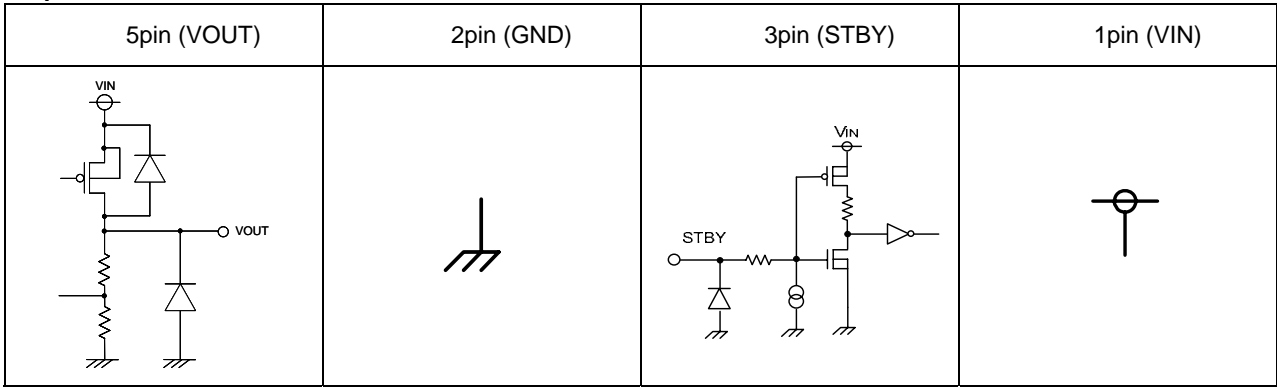 5pin (VOUT) 2pin (GND) 3pin (STBY) 1pin (VIN)
VIN
VOUT
VIN
STBY